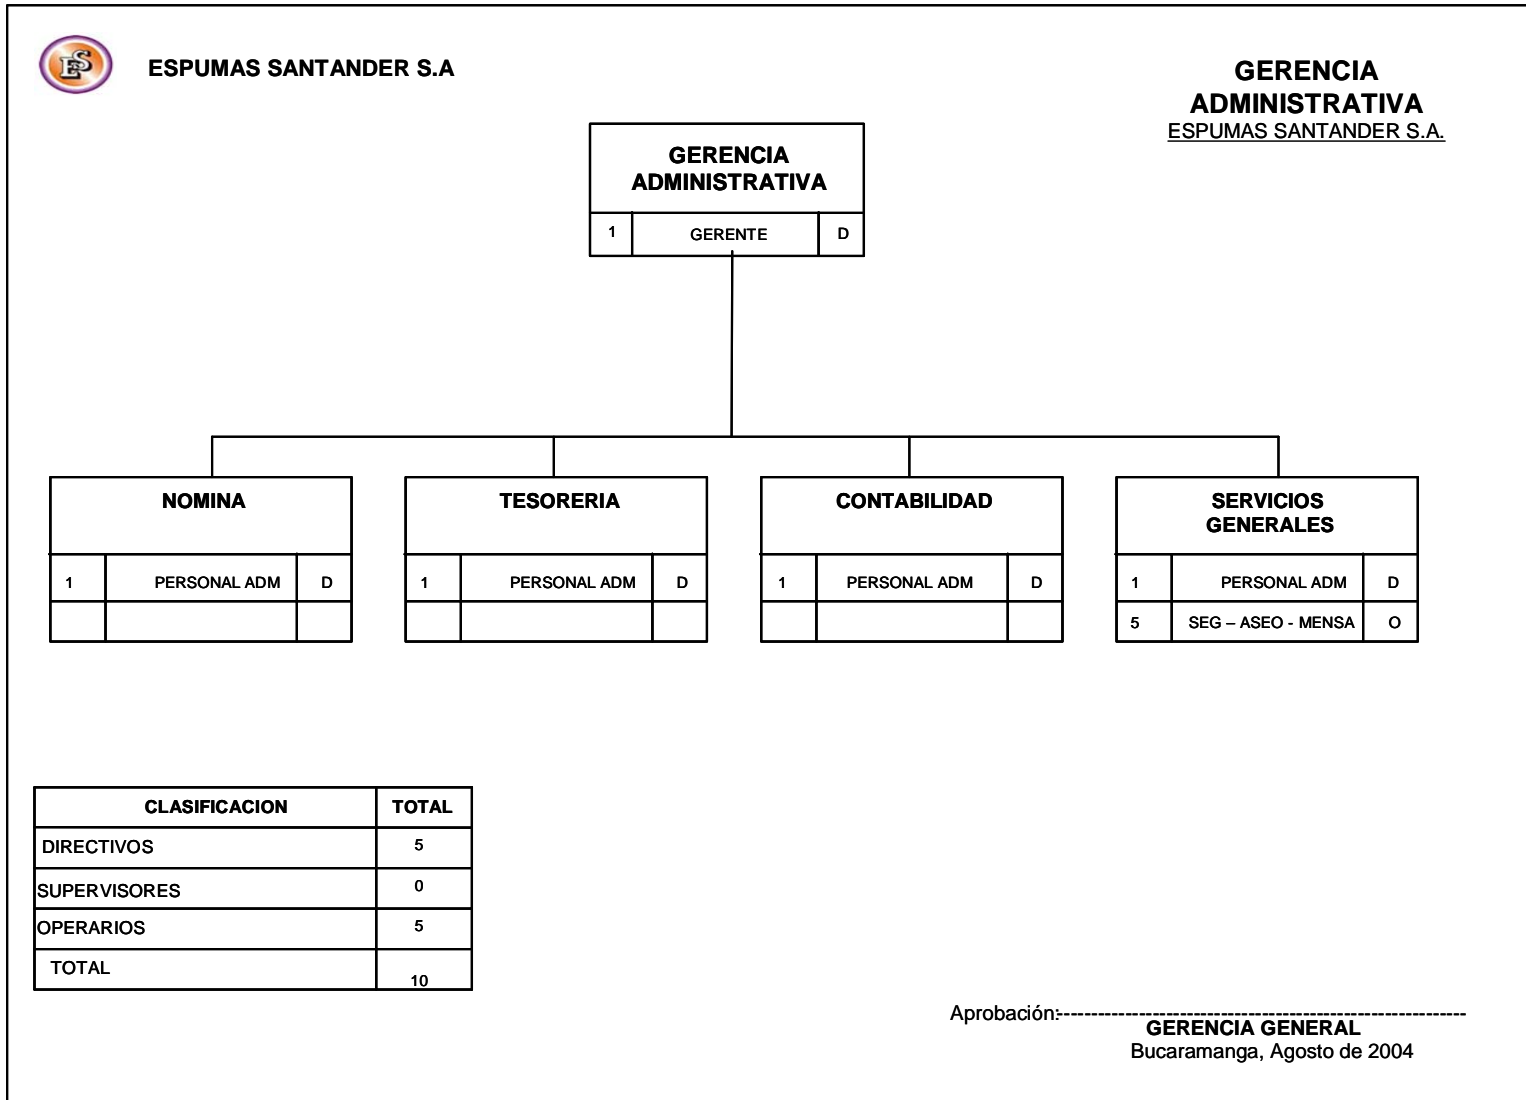 ES
ESPUMAS SANTANDER S.A
GERENCIA
ADMINISTRATIVA
ESPUMAS SANTANDER S.A.
GERENCIA
ADMINISTRATIVA
1 GERENTE D
NOMINA
1 PERSONAL ADM D
TESORERIA
1 PERSONAL ADM D
CONTABILIDAD
1 PERSONAL ADM D
SERVICIOS
GENERALES
1 PERSONAL ADM D
5 SEG – ASEO - MENSA O
CLASIFICACION TOTAL
DIRECTIVOS 5
SUPERVISORES 0
OPERARIOS 5
TOTAL 10
Aprobación:------------------------------------------------------------
GERENCIA GENERAL
Bucaramanga, Agosto de 2004